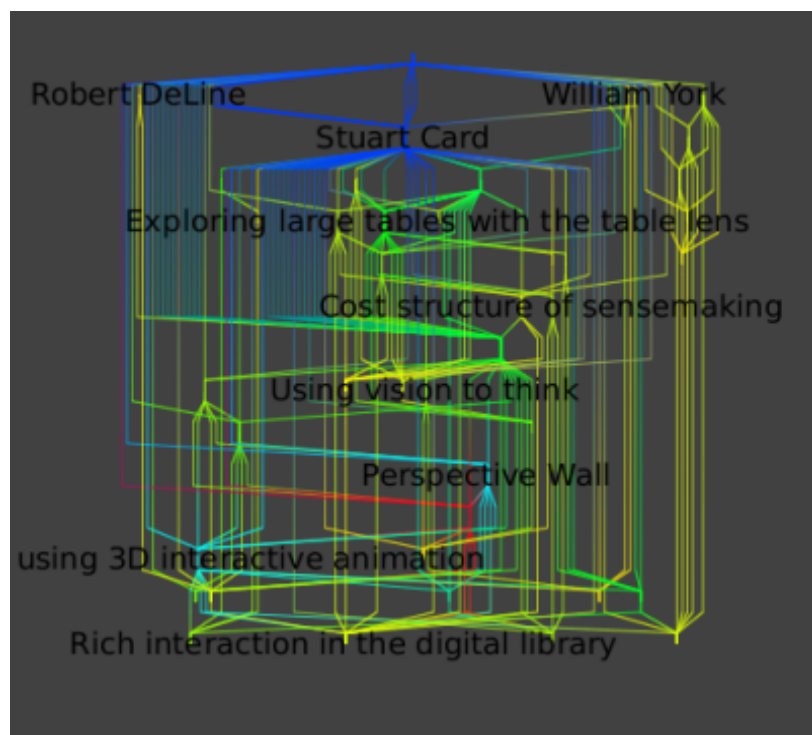 Robert DeLine
William York
Stuart Card
Exploring large tables with the table lens
Cost structure of sensemaking
Using vision to think
Perspective Wall
using 3D interactive animation
Rich interaction in the digital library